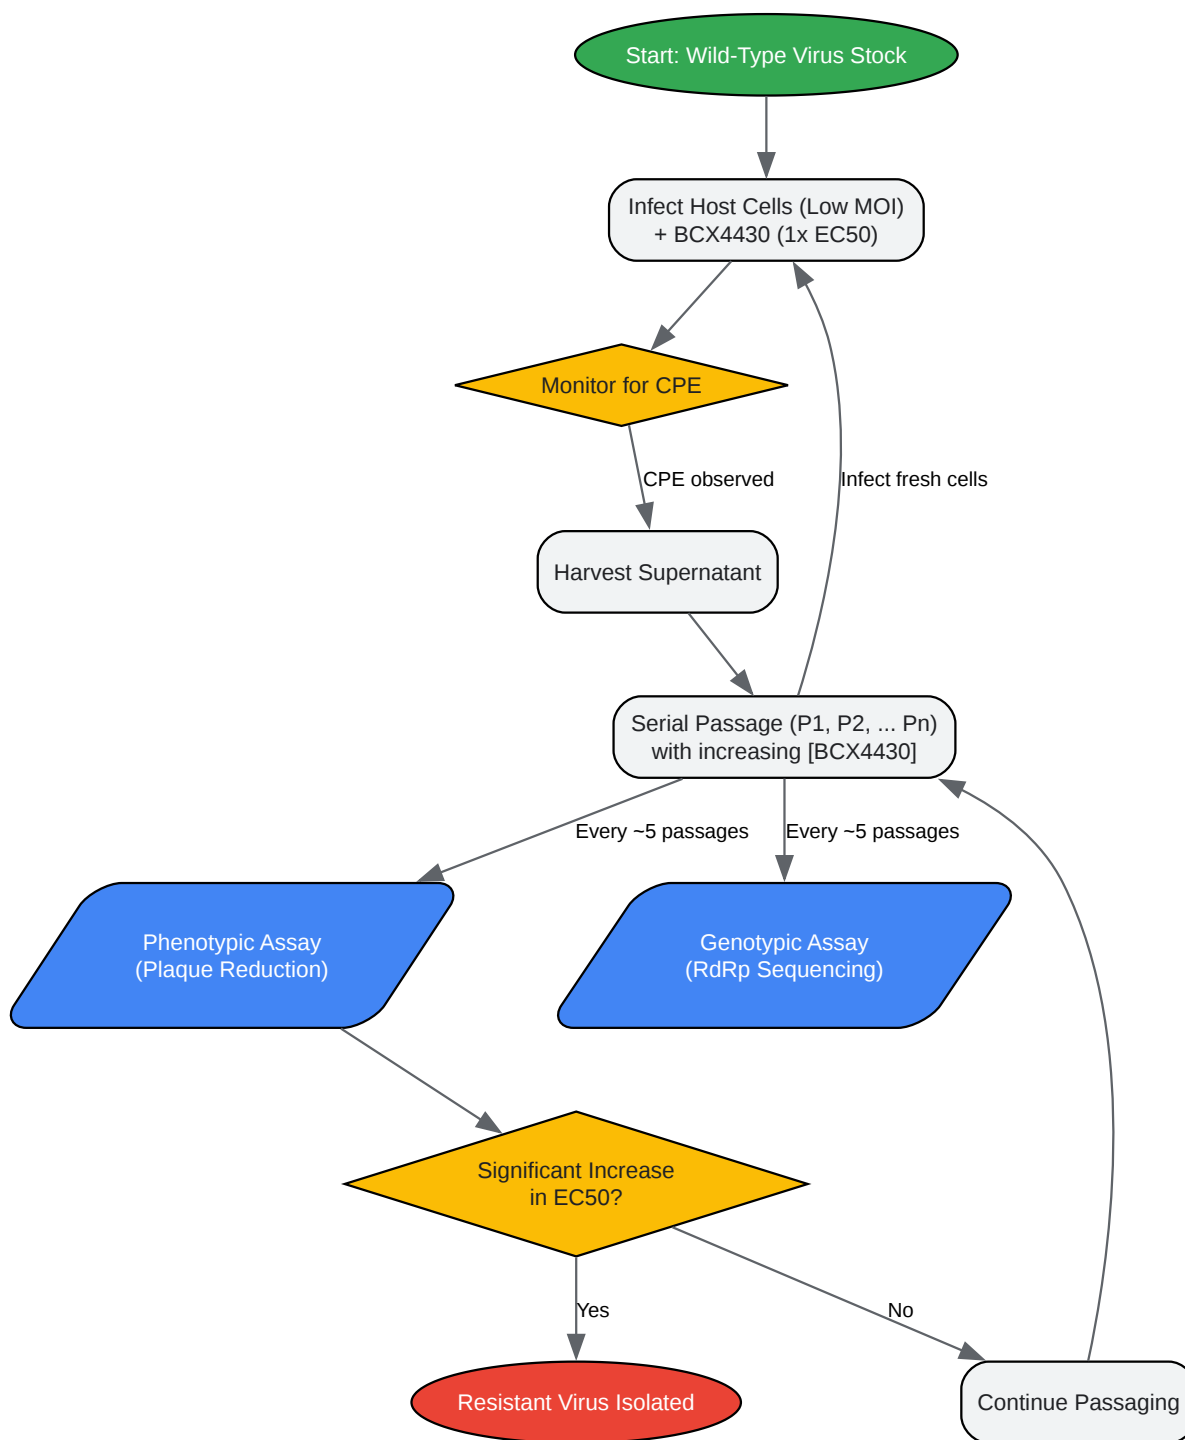 Start: Wild-Type Virus Stock
Infect Host Cells (Low MOI)
+ BCX4430 (1x EC50)
Monitor for CPE
CPE observed
Infect fresh cells
Harvest Supernatant
Serial Passage (P1, P2, ... Pn)
with increasing [BCX4430]
Every ~5 passages
Every ~5 passages
Phenotypic Assay
(Plaque Reduction)
Genotypic Assay
(RdRp Sequencing)
Significant Increase
in EC50?
Yes
No
Resistant Virus Isolated
Continue Passaging